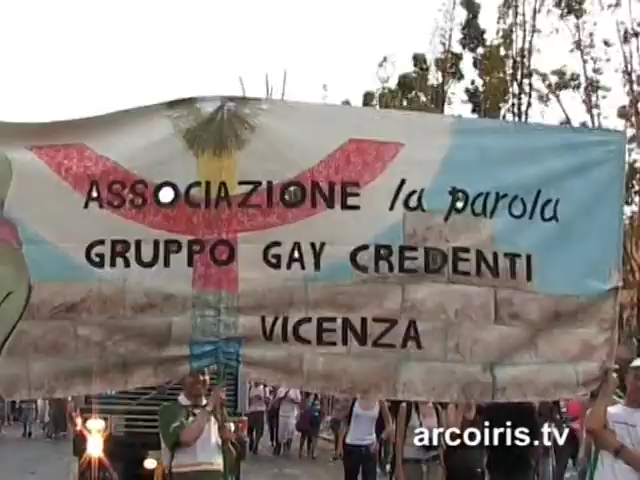 ASSOCIAZIONE la parola
GRUPPO GAY CREDENTI
VICENZA
arcoiris.tv